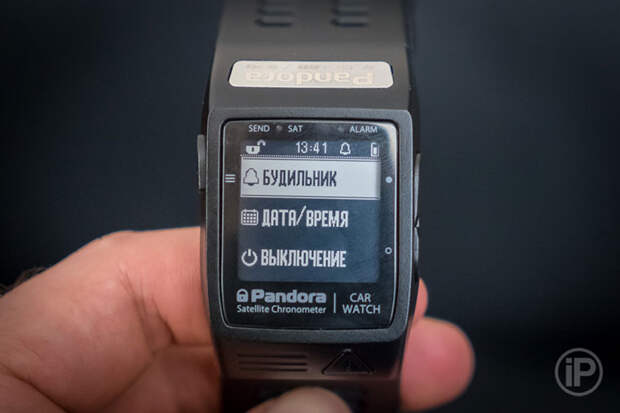 Pandora
SEND SAT ALARM
13:41
БУДИЛЬНИК
ДАТА/ВРЕМЯ
ВЫКЛЮЧЕНИЕ
Pandora CAR
Satellite Chronometer WATCH
iP